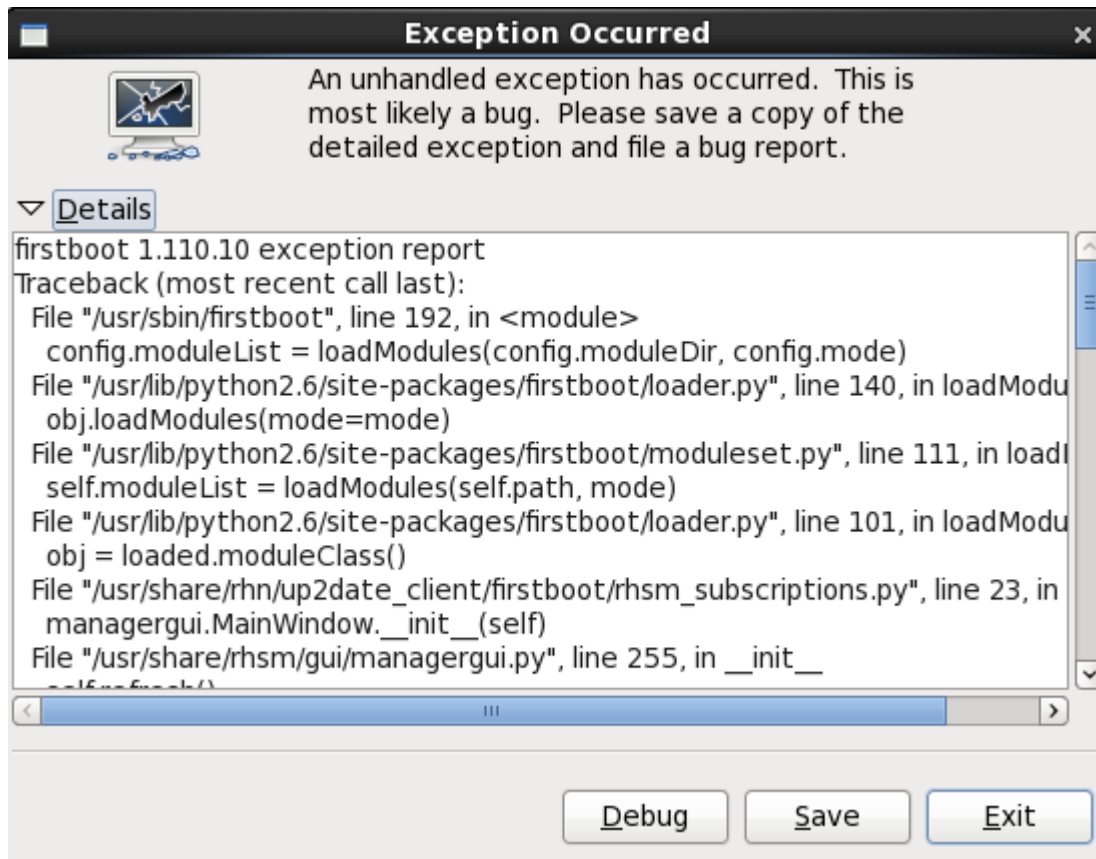 Exception Occurred
An unhandled exception has occurred. This is
most likely a bug. Please save a copy of the
detailed exception and file a bug report.
Details
firstboot 1.110.10 exception report
Traceback (most recent call last):
File "/usr/sbin/firstboot", line 192, in <module>
config.moduleList = loadModules(config.moduleDir, config.mode)
File "/usr/lib/python2.6/site-packages/firstboot/loader.py", line 140, in loadModu
obj.loadModules(mode=mode)
File "/usr/lib/python2.6/site-packages/firstboot/moduleset.py", line 111, in loadl
self.moduleList = loadModules(self.path, mode)
File "/usr/lib/python2.6/site-packages/firstboot/loader.py", line 101, in loadModu
obj = loaded.moduleClass()
File "/usr/share/rhn/up2date_client/firstboot/rhsm_subscriptions.py", line 23, in
managergui.MainWindow.__init__(self)
File "/usr/share/rhsm/gui/managergui.py", line 255, in __init__
Debug
Save
Exit